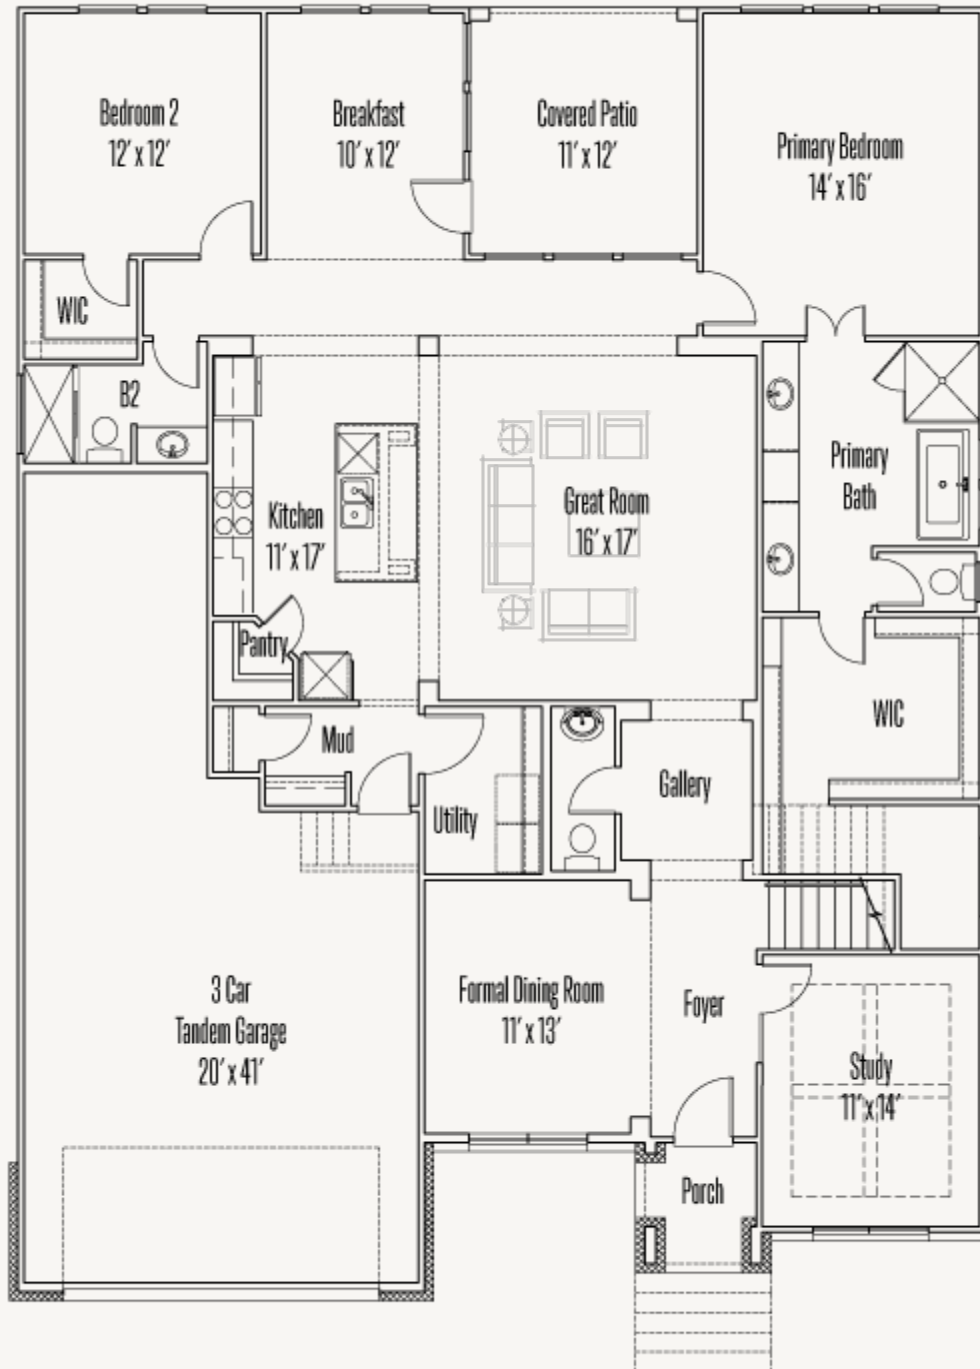 Bedroom 2
12' x 12'
Breakfast
10' x 12'
Covered Patio
11' x 12'
Primary Bedroom
14' x 16'
WIC
B2
Kitchen
11' x 17'
Great Room
16' x 17'
Primary
Bath
Pantry
Mud
Utility
Gallery
WIC
3 Car
Tandem Garage
20' x 41'
Formal Dining Room
11' x 13'
Foyer
Study
11' x 14'
Porch